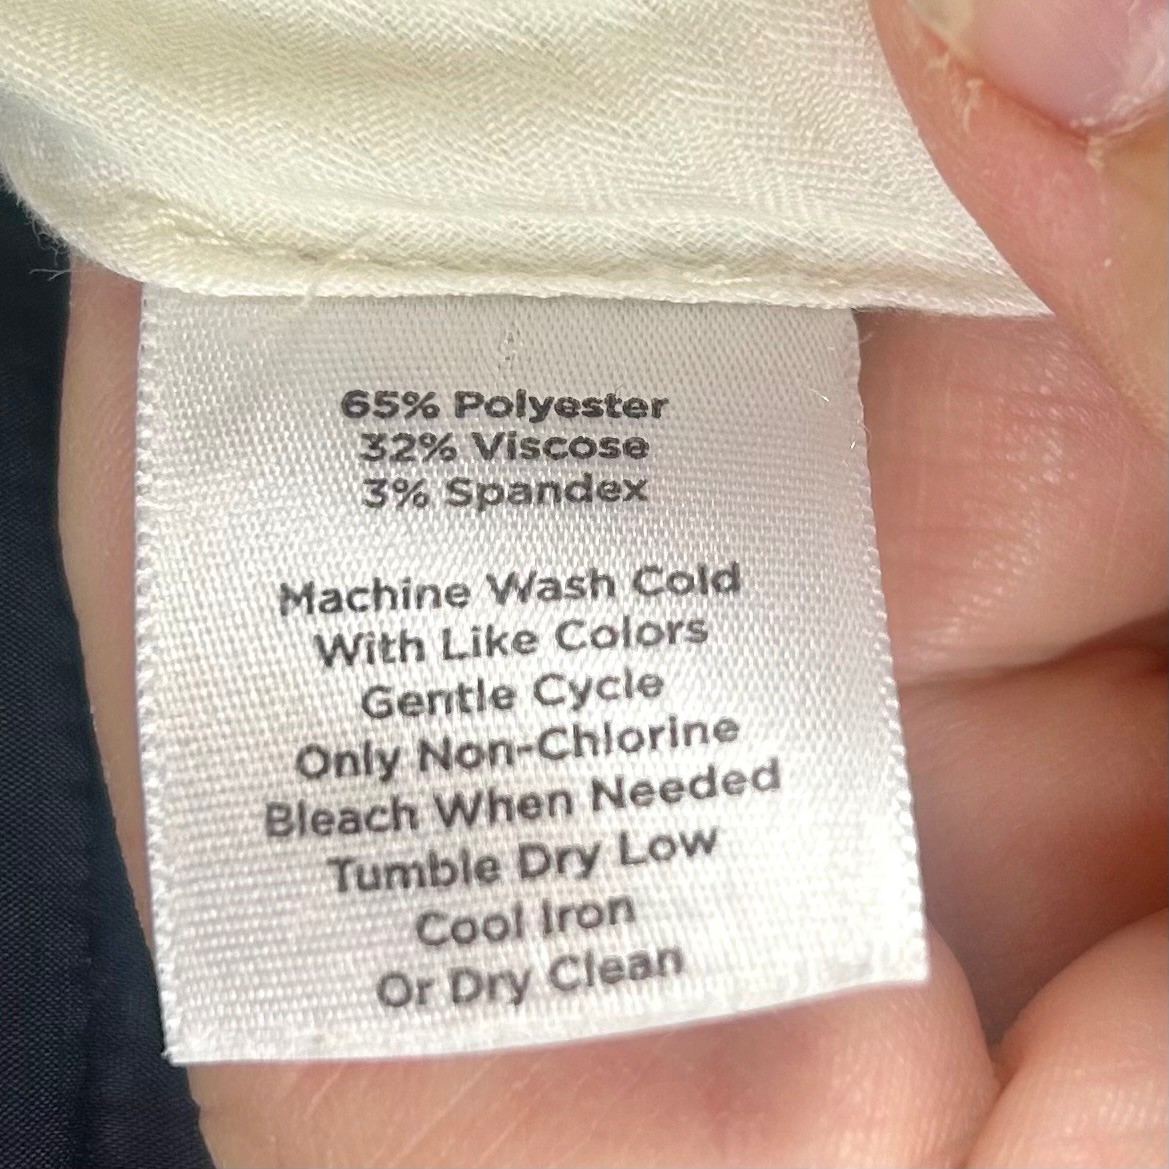 65% Polyester
32% Viscose
3% Spandex
Machine Wash Cold
With Like Colors
Gentle Cycle
Only Non-Chlorine
Bleach When Needed
Tumble Dry Low
Cool Iron
Or Dry Clean